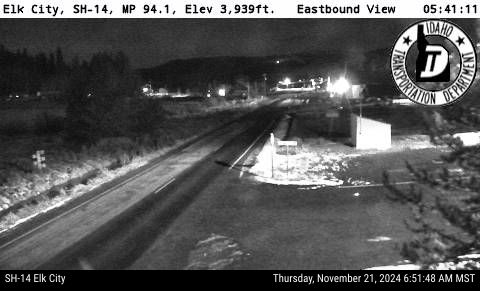 Elk City, SH-14, MP 94.1, Elev 3,939ft. Eastbound View 05:41:11
IDAHO
TRANSPORTATION DEPARTMENT
SH-14 Elk City Thursday, November 21, 2024 6:51:48 AM MST